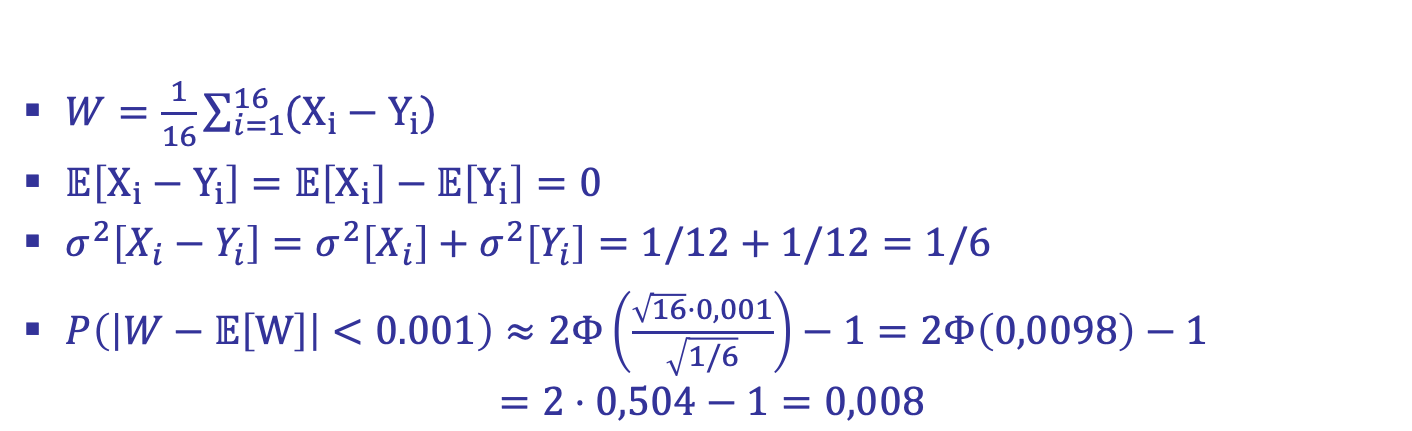 ▪ W = \frac{1}{16}∑_{i=1}^{16}(X_i − Y_i)
▪ 𝔼[X_i − Y_i] = 𝔼[X_i] − 𝔼[Y_i] = 0
▪ σ²[X_i − Y_i] = σ²[X_i] + σ²[Y_i] = 1/12 + 1/12 = 1/6
▪ P(|W − 𝔼[W]| < 0.001) ≈ 2Φ(\frac{√16·0,001}{√1/6}) − 1 = 2Φ(0,0098) − 1
= 2 · 0,504 − 1 = 0,008